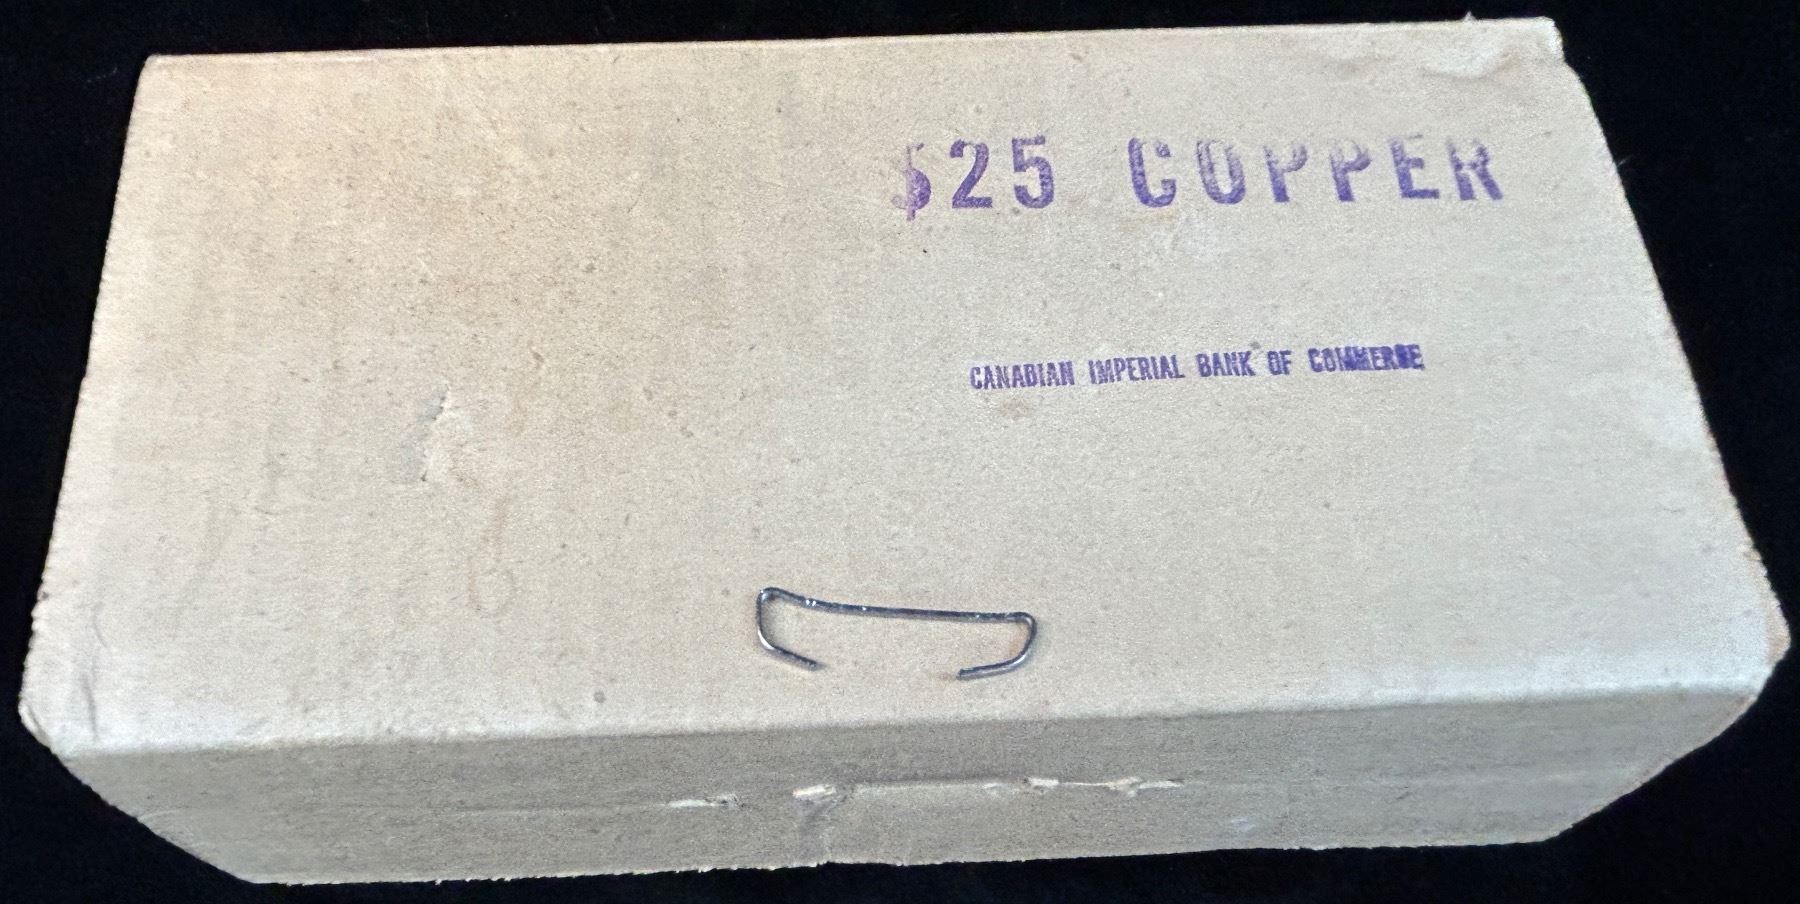 $25 COPPER
CANADIAN IMPERIAL BANK OF COMMERCE